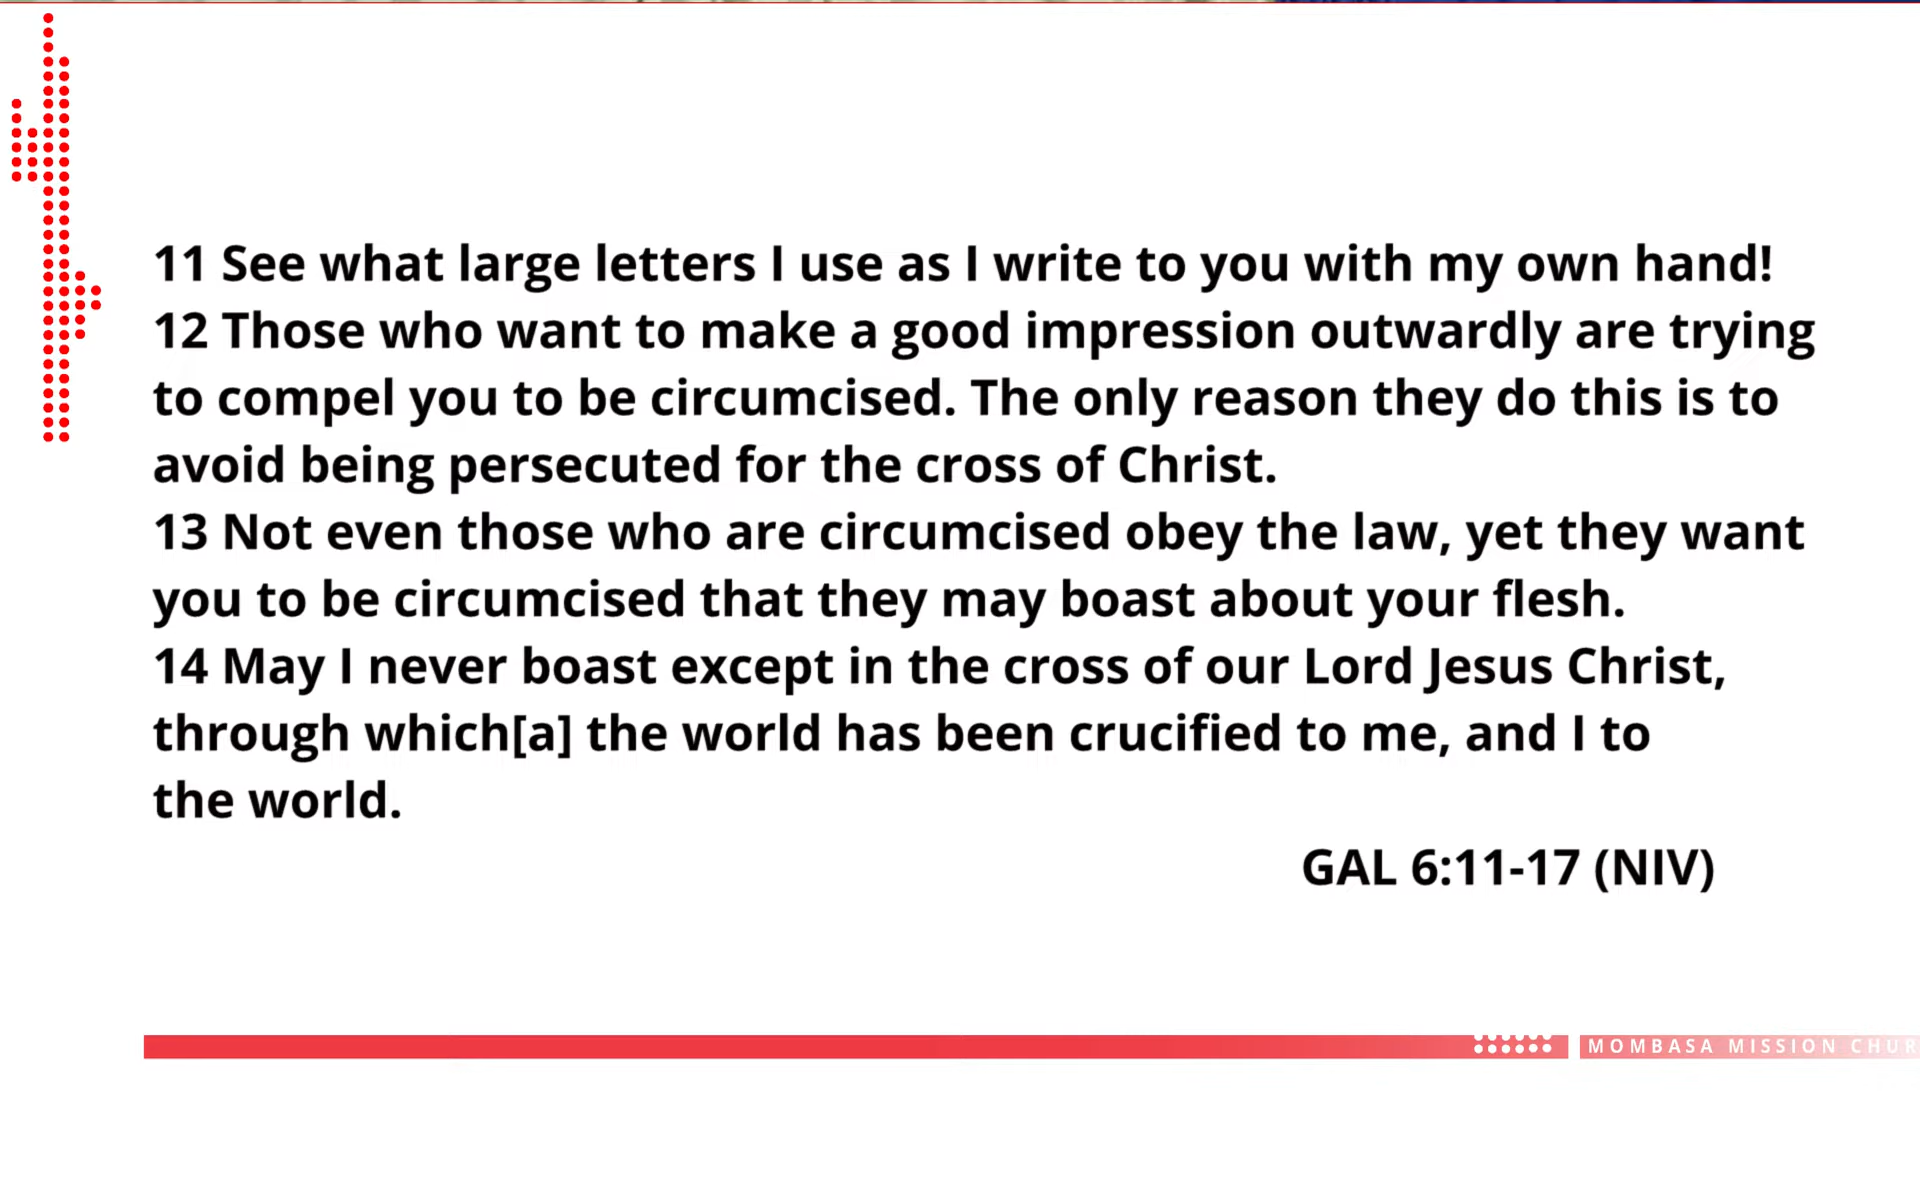 11 See what large letters I use as I write to you with my own hand!
12 Those who want to make a good impression outwardly are trying
to compel you to be circumcised. The only reason they do this is to
avoid being persecuted for the cross of Christ.
13 Not even those who are circumcised obey the law, yet they want
you to be circumcised that they may boast about your flesh.
14 May I never boast except in the cross of our Lord Jesus Christ,
through which[a] the world has been crucified to me, and I to
the world.
GAL 6:11-17 (NIV)
MOMBASA MISSION CHUR